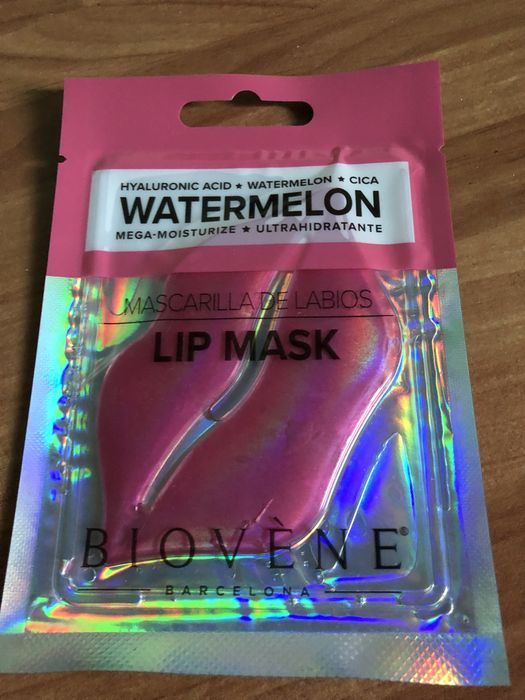 HYALURONIC ACID ★ WATERMELON ★ CICA
WATERMELON
MEGA-MOISTURIZE ★ ULTRAHIDRATANTE
MASCARILLA DE LABIOS
LIP MASK
BIOVÈNE®
BARCELONA